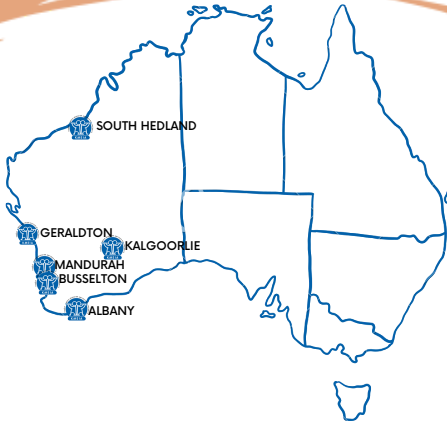 SOUTH HEDLAND
GERALDTON
KALGOORLIE
MANDURAH
BUSSELTON
ALBANY